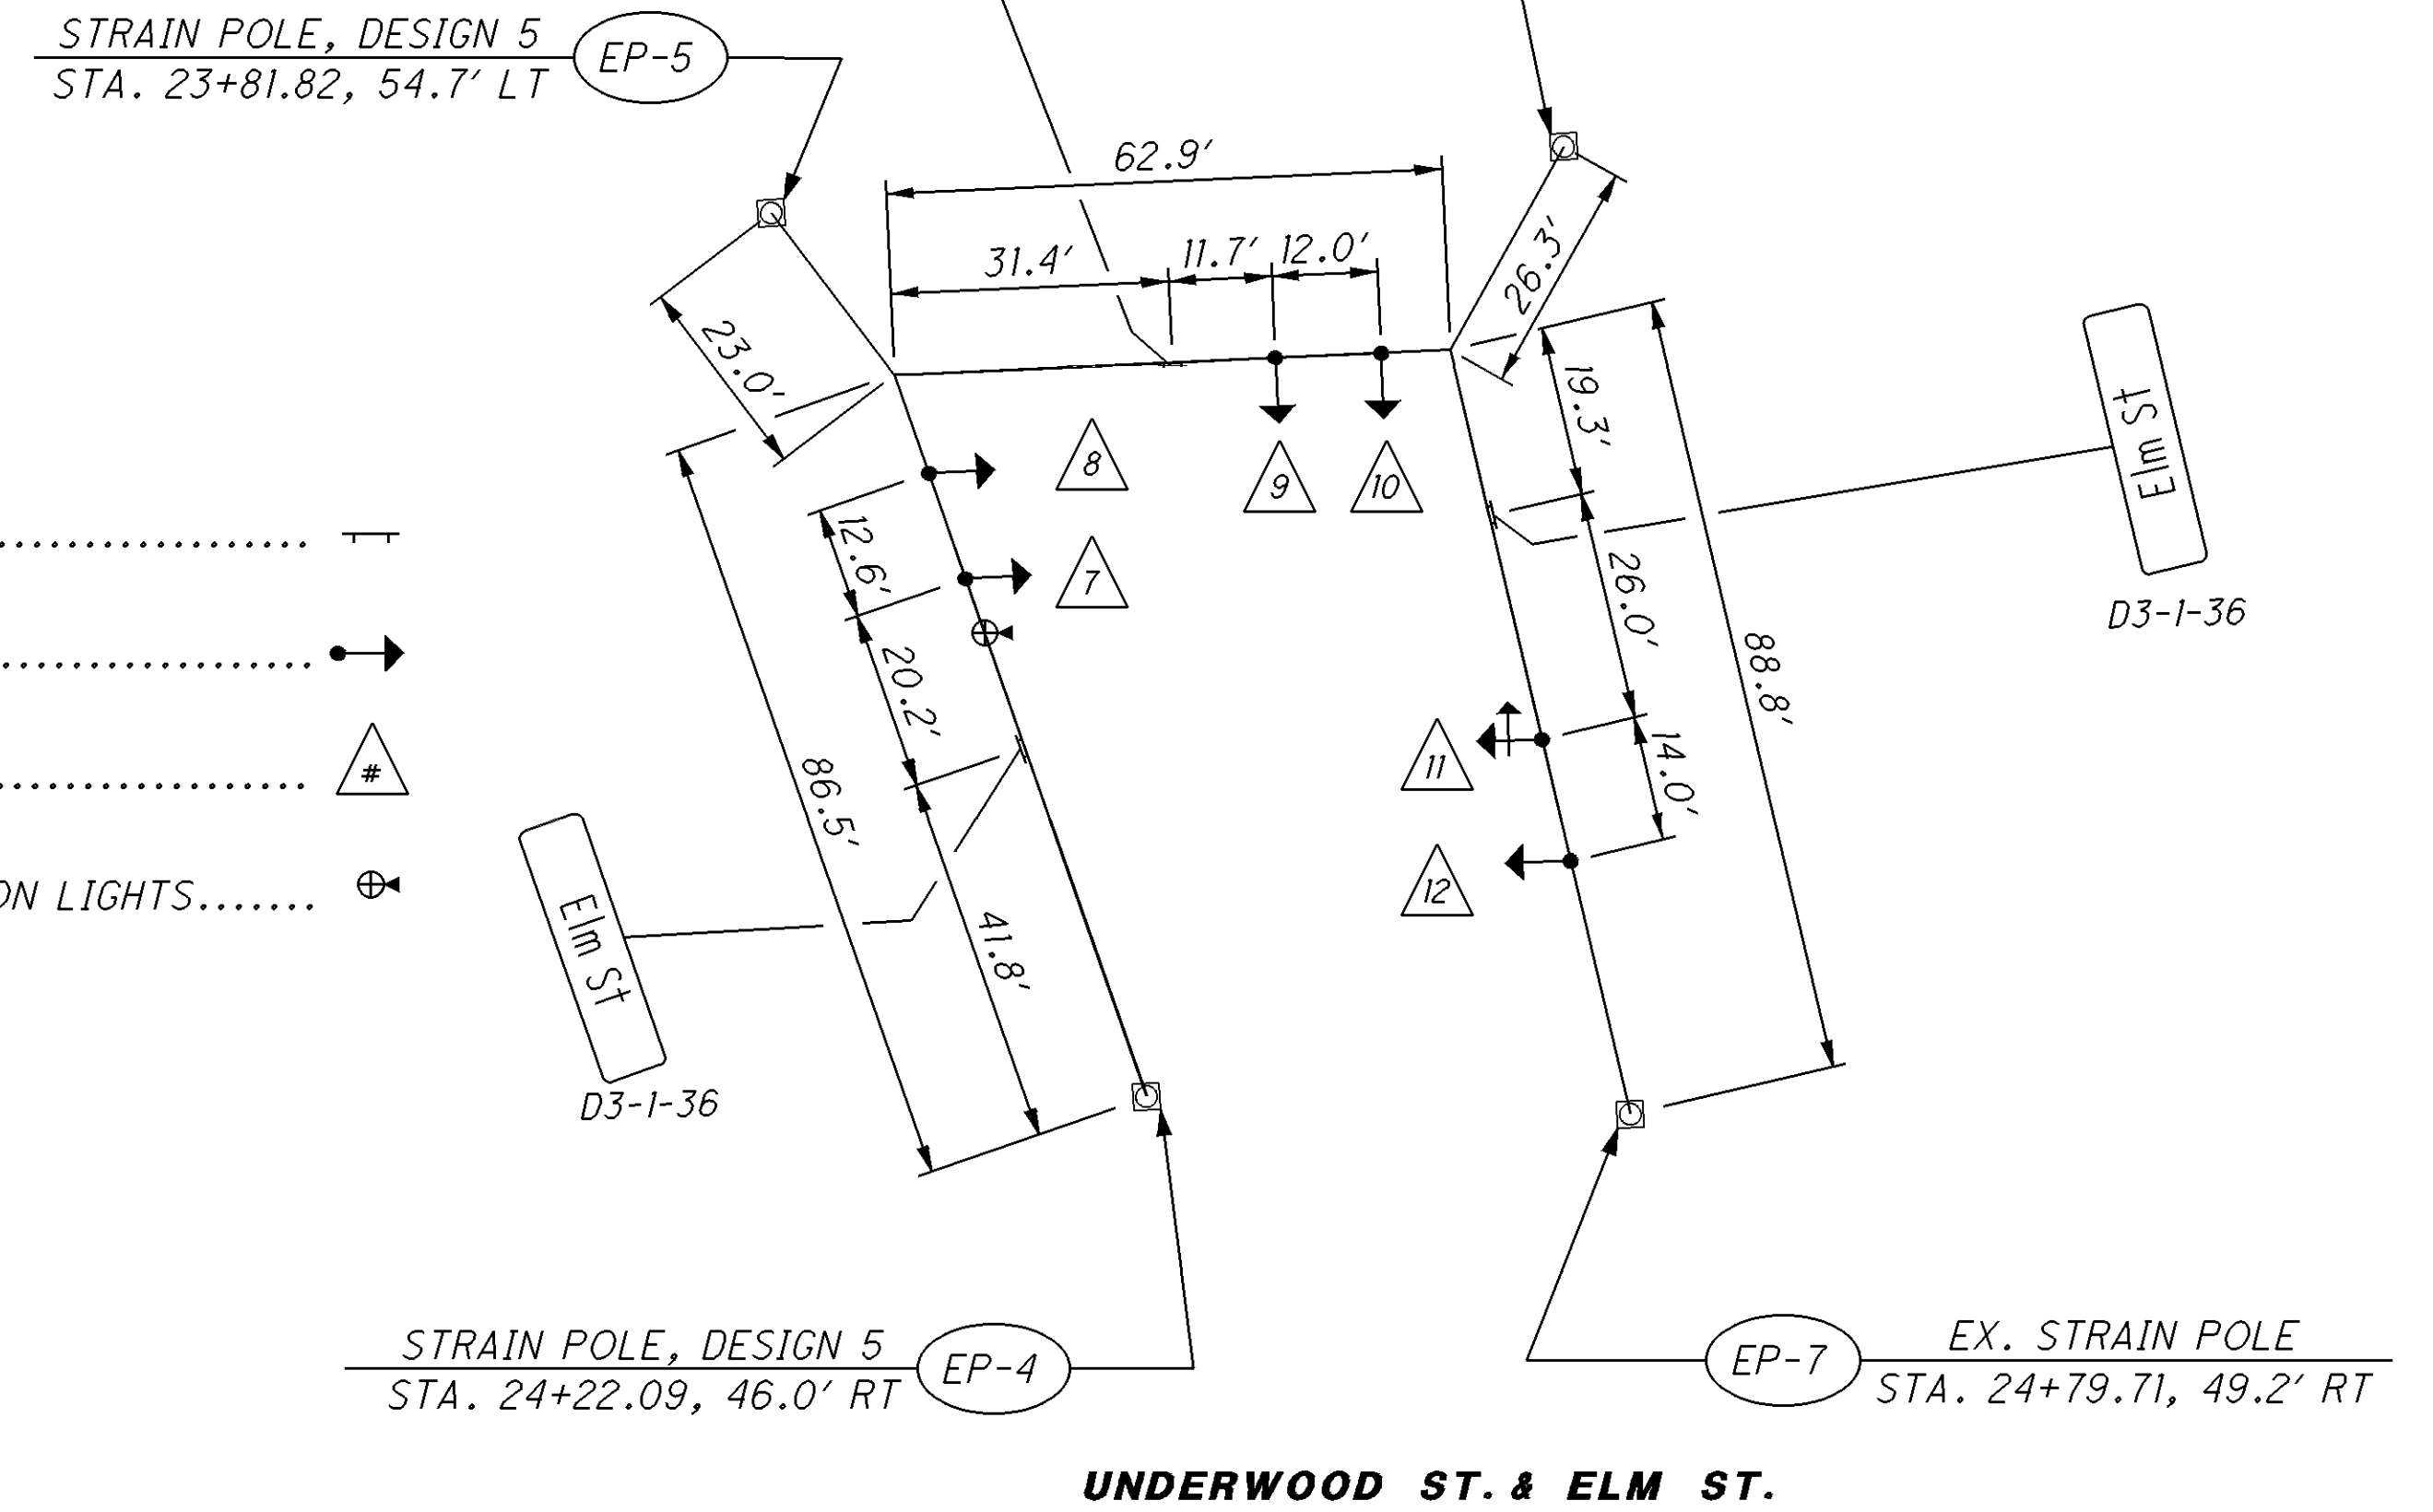 STRAIN POLE, DESIGN 5
EP-5
STA. 23+81.82, 54.7' LT
62.9'
31.4'
11.7'
12.0'
26.3'
23.0'
19.3'
Elm St
D3-1-36
8
9
10
12.6'
7
26.0'
88.8'
20.2'
11
14.0'
#
86.5'
12
ON LIGHTS.......
41.8'
Elm St
D3-1-36
STRAIN POLE, DESIGN 5
EP-4
STA. 24+22.09, 46.0' RT
EP-7
EX. STRAIN POLE
STA. 24+79.71, 49.2' RT
UNDERWOOD ST. & ELM ST.